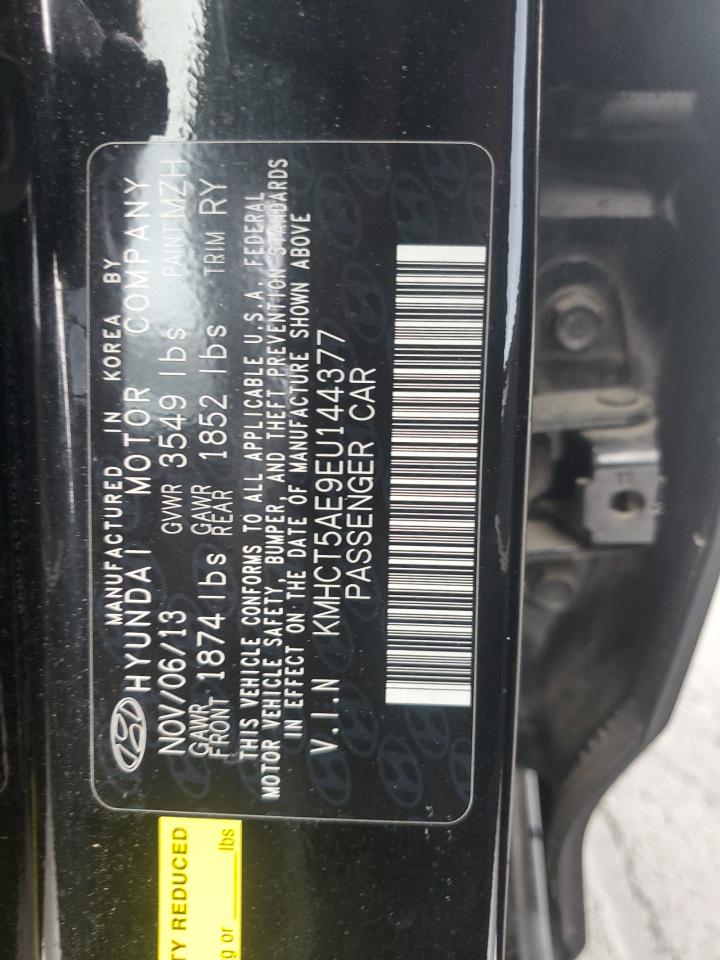 MANUFACTURED IN KOREA BY
HYUNDAI MOTOR COMPANY
NOV/06/13 GVWR 3549 lbs PAINT MZH
GAWR FRONT 1874 lbs GAWR REAR 1852 lbs TRIM RY
THIS VEHICLE CONFORMS TO ALL APPLICABLE U.S.A. FEDERAL
MOTOR VEHICLE SAFETY, BUMPER, AND THEFT PREVENTION STANDARDS
IN EFFECT ON THE DATE OF MANUFACTURE SHOWN ABOVE
V.I.N KMHCT5AE9EU144377
PASSENGER CAR
TY REDUCED
g or ____lbs